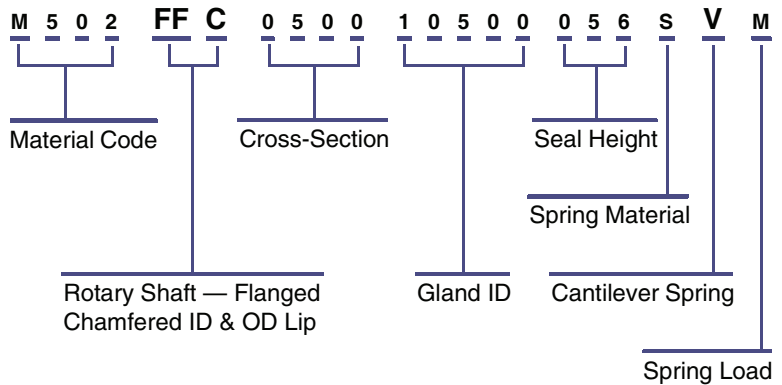 M 5 0 2 FF C 0 5 0 0 1 0 5 0 0 0 5 6 S V M
Material Code
Cross-Section
Seal Height
Spring Material
Rotary Shaft — Flanged
Chamfered ID & OD Lip
Gland ID
Cantilever Spring
Spring Load